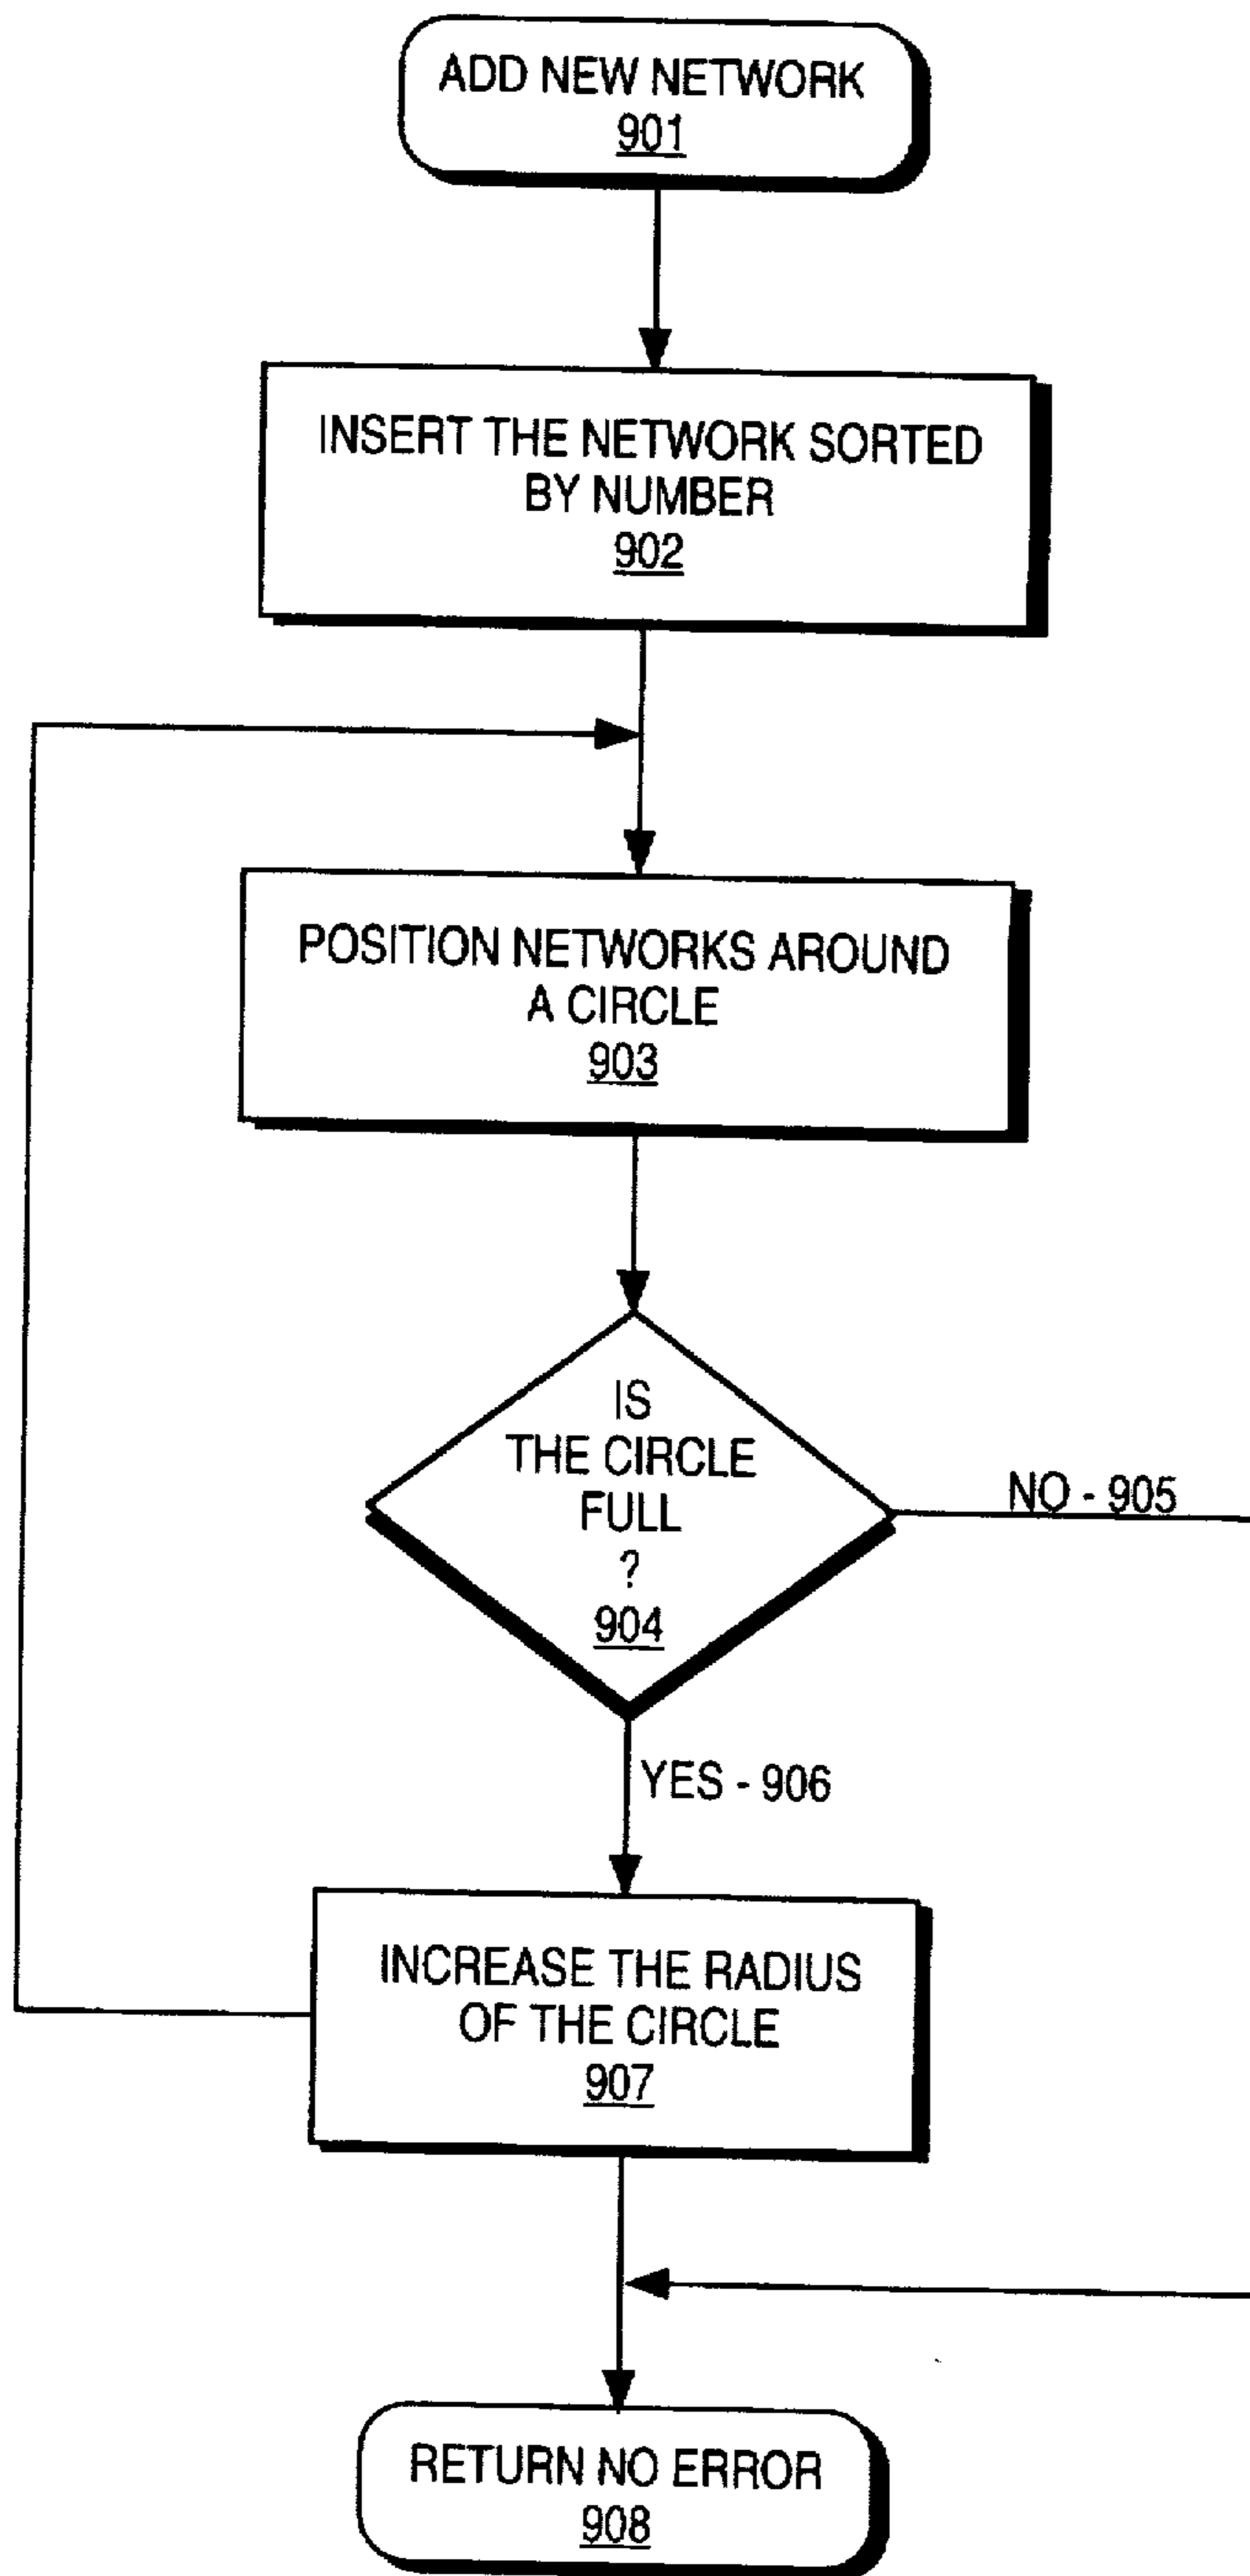 ADD NEW NETWORK
901
INSERT THE NETWORK SORTED
BY NUMBER
902
POSITION NETWORKS AROUND
A CIRCLE
903
IS
THE CIRCLE
FULL
?
904
NO - 905
YES - 906
INCREASE THE RADIUS
OF THE CIRCLE
907
RETURN NO ERROR
908